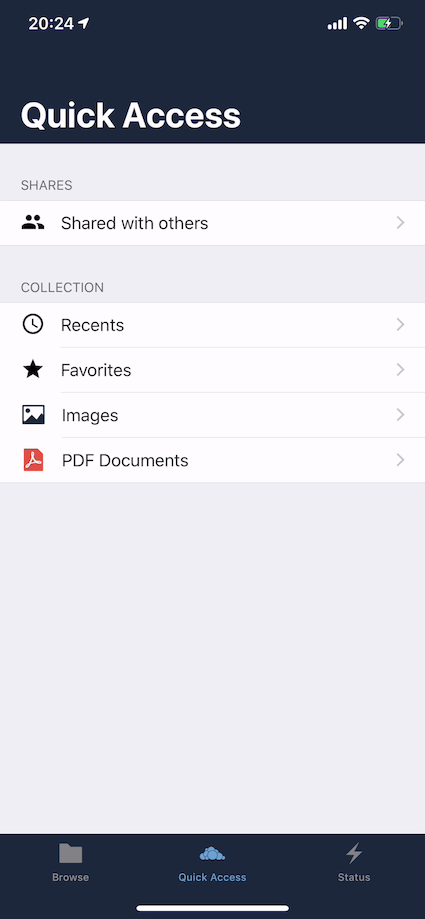 20:24
Quick Access
SHARES
Shared with others
COLLECTION
Recents
Favorites
Images
PDF Documents
Browse
Quick Access
Status